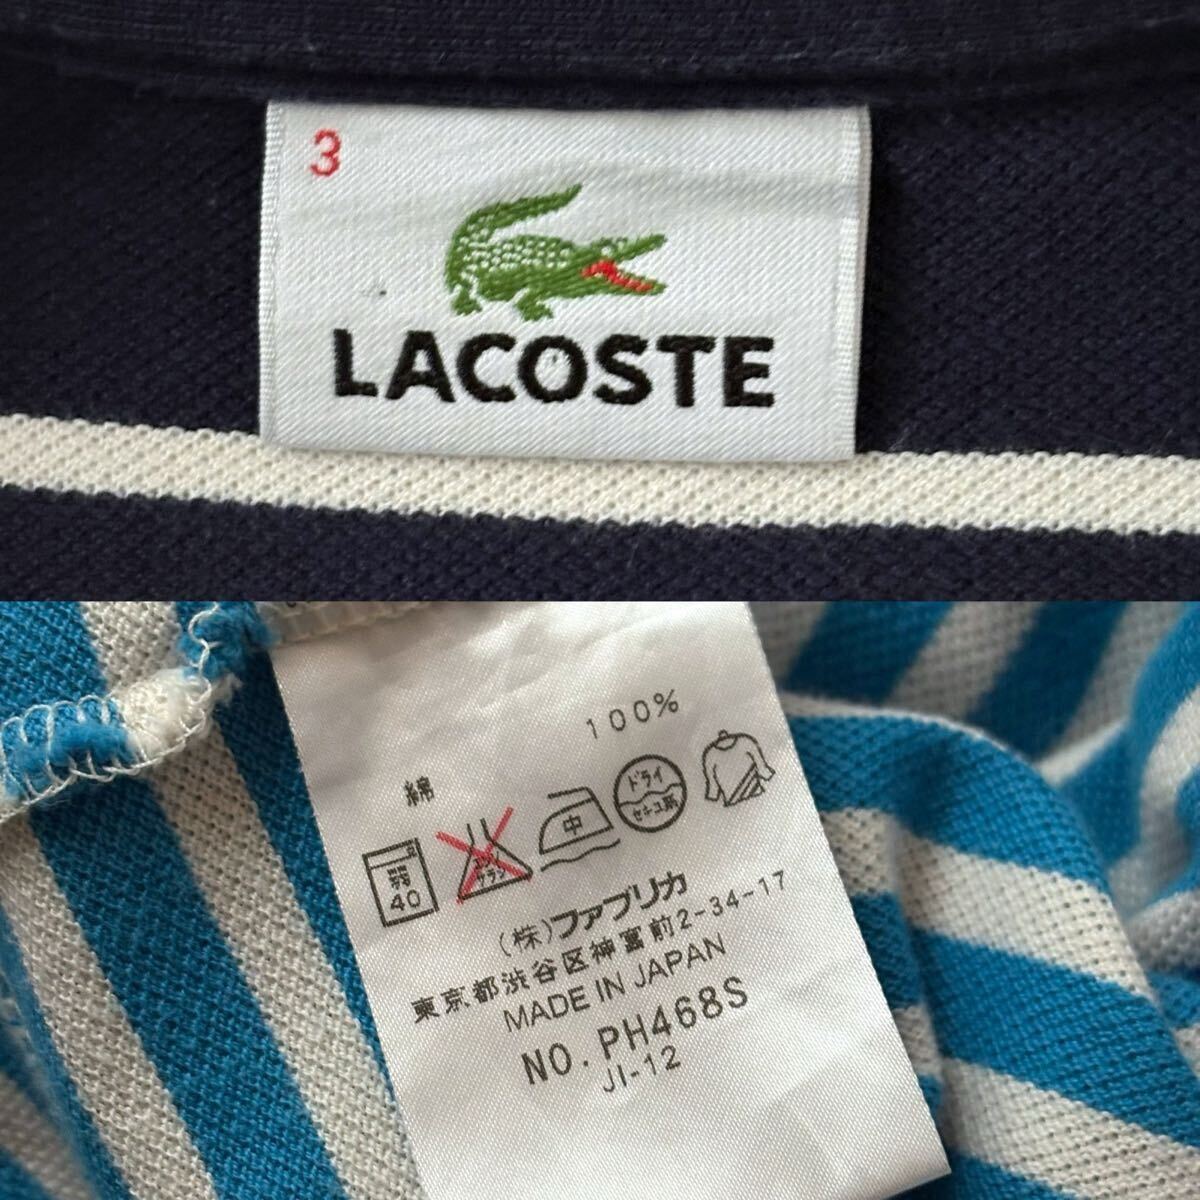 3
LACOSTE
100%
綿
弱
40
中
ドライ
セキユ系
(株)ファブリカ
東京都渋谷区神宮前2-34-17
MADE IN JAPAN
NO. PH468S
JI-12